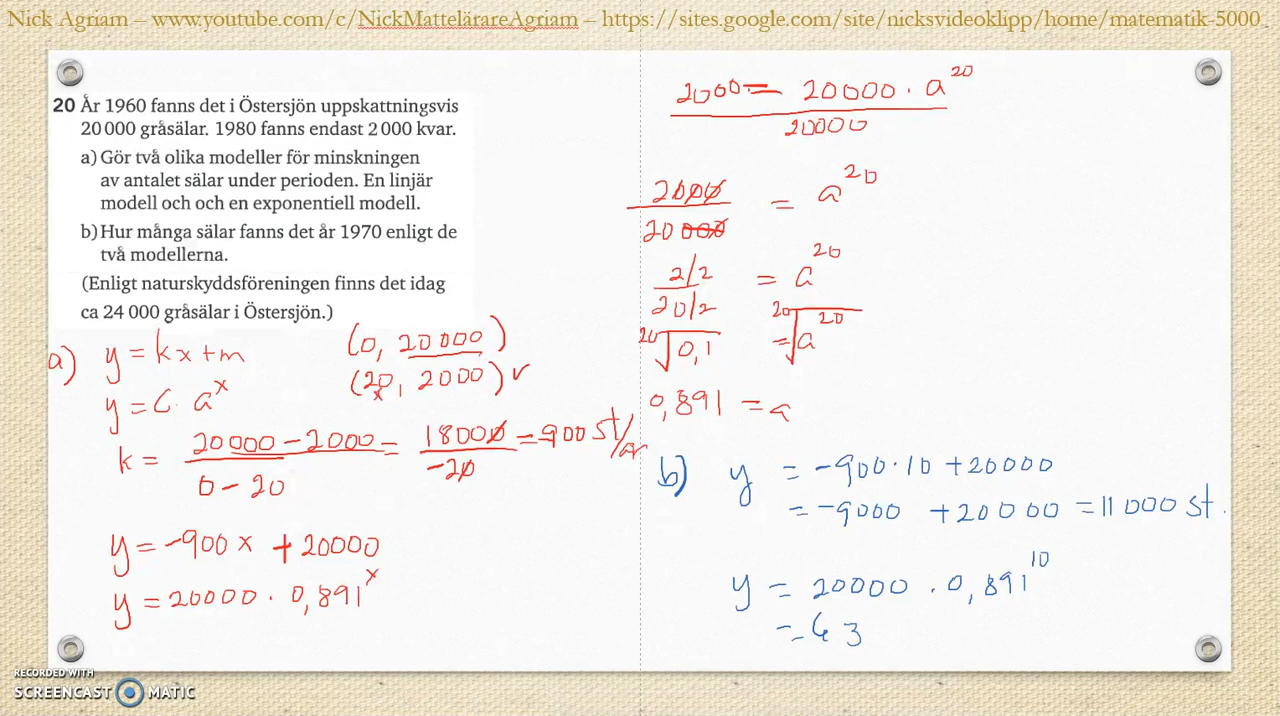 Nick Agriam – www.youtube.com/c/NickMattelärareAgriam – https://sites.google.com/site/nicksvideoklipp/home/matematik-5000
20 År 1960 fanns det i Östersjön uppskattningsvis
20 000 gråsälar. 1980 fanns endast 2 000 kvar.
a) Gör två olika modeller för minskningen
av antalet sälar under perioden. En linjär
modell och och en exponentiell modell.
b) Hur många sälar fanns det år 1970 enligt de
två modellerna.
(Enligt naturskyddsföreningen finns det idag
ca 24 000 gråsälar i Östersjön.)
a) y = kx + m (0, 20000)
y = C · a^x (20, 2000) v
x
k = (20000 – 2000)/(0 – 20) = 18000/–20 = –900 st/år
y = –900x + 20000
y = 20000 · 0,891^x
2000 = 20000 · a^20
20000
2000/20000 = a^20
2/2 / 20/2 = a^20
20√0,1 = 20√a^20
0,891 = a
b) y = –900 · 10 + 20000
= –9000 + 20000 = 11 000 st.
y = 20000 · 0,891^10
= 63
RECORDED WITH
SCREENCAST MATIC